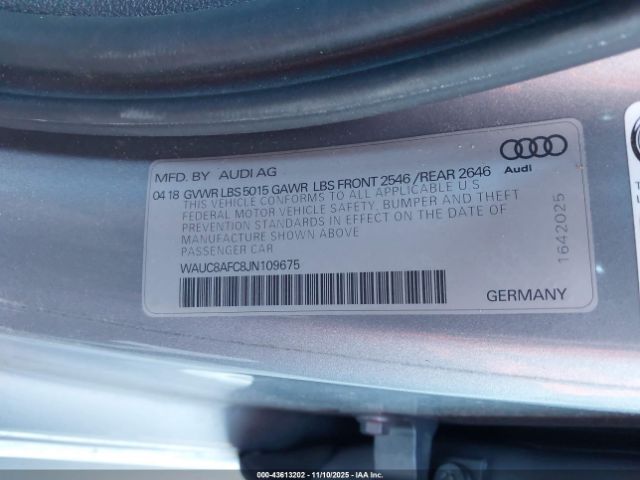 MFD. BY AUDI AG
Audi
04 18 GVWR LBS 5015 GAWR LBS FRONT 2546 /REAR 2646
THIS VEHICLE CONFORMS TO ALL APPLICABLE U S
FEDERAL MOTOR VEHICLE SAFETY, BUMPER AND THEFT
PREVENTION STANDARDS IN EFFECT ON THE DATE OF
MANUFACTURE SHOWN ABOVE
PASSENGER CAR
WAUC8AFC8JN109675
GERMANY
1642025
000-43613202 - 11/10/2025 - Copyright © IAA, Inc.